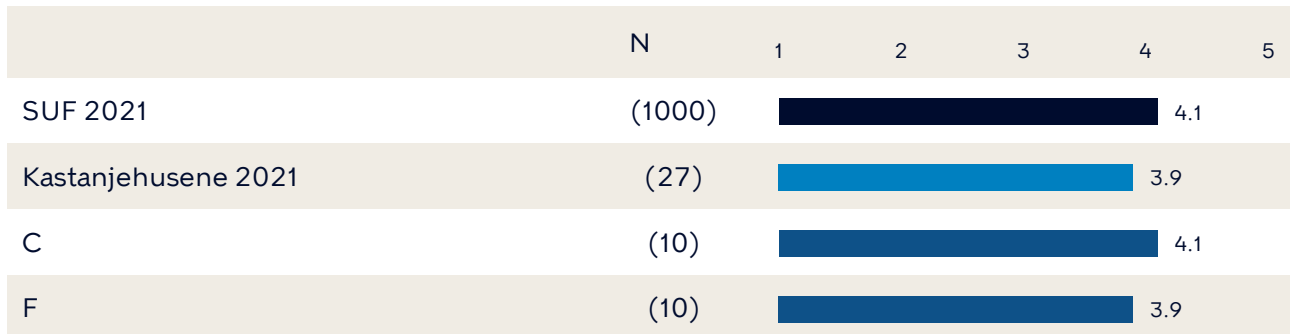 N 1 2 3 4 5
SUF 2021 (1000) 4.1
Kastanjehusene 2021 (27) 3.9
C (10) 4.1
F (10) 3.9